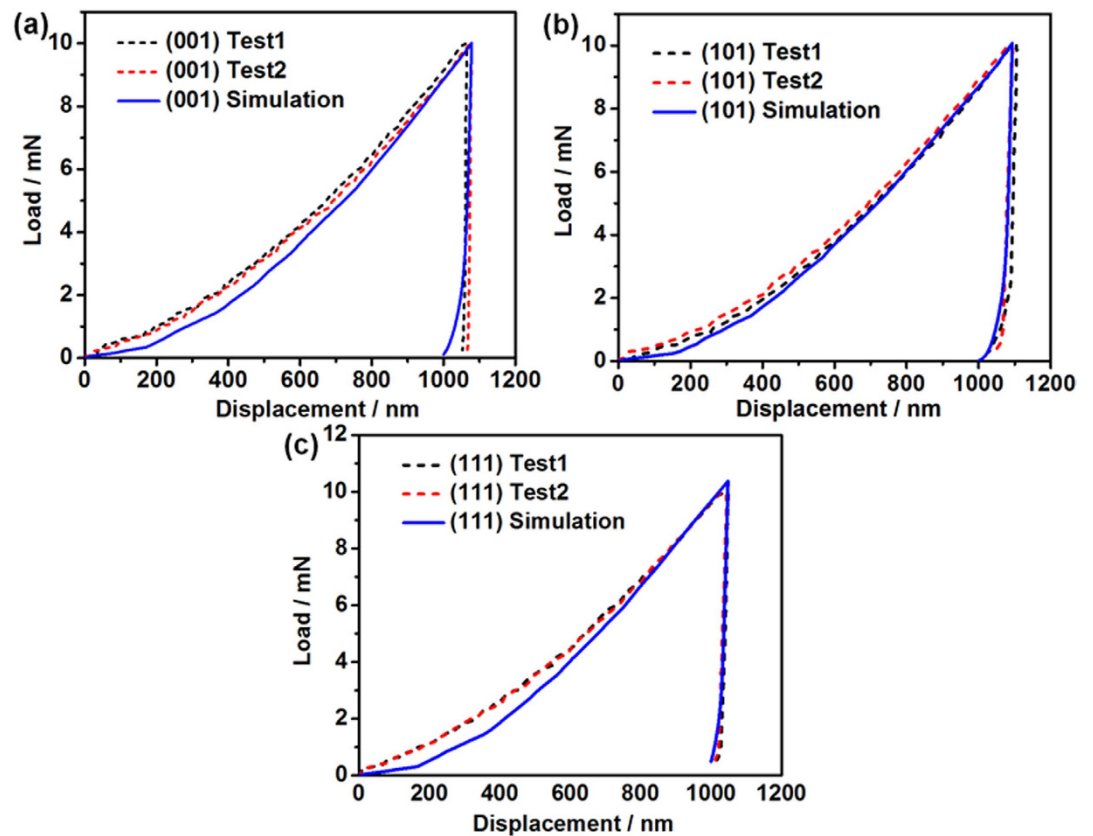 (a)
(001) Test1
(001) Test2
(001) Simulation
10
8
6
4
2
0
Load / mN
0 200 400 600 800 1000 1200
Displacement / nm
(b)
(101) Test1
(101) Test2
(101) Simulation
10
8
6
4
2
0
Load / mN
0 200 400 600 800 1000 1200
Displacement / nm
(c)
(111) Test1
(111) Test2
(111) Simulation
12
10
8
6
4
2
0
Load / mN
0 200 400 600 800 1000 1200
Displacement / nm